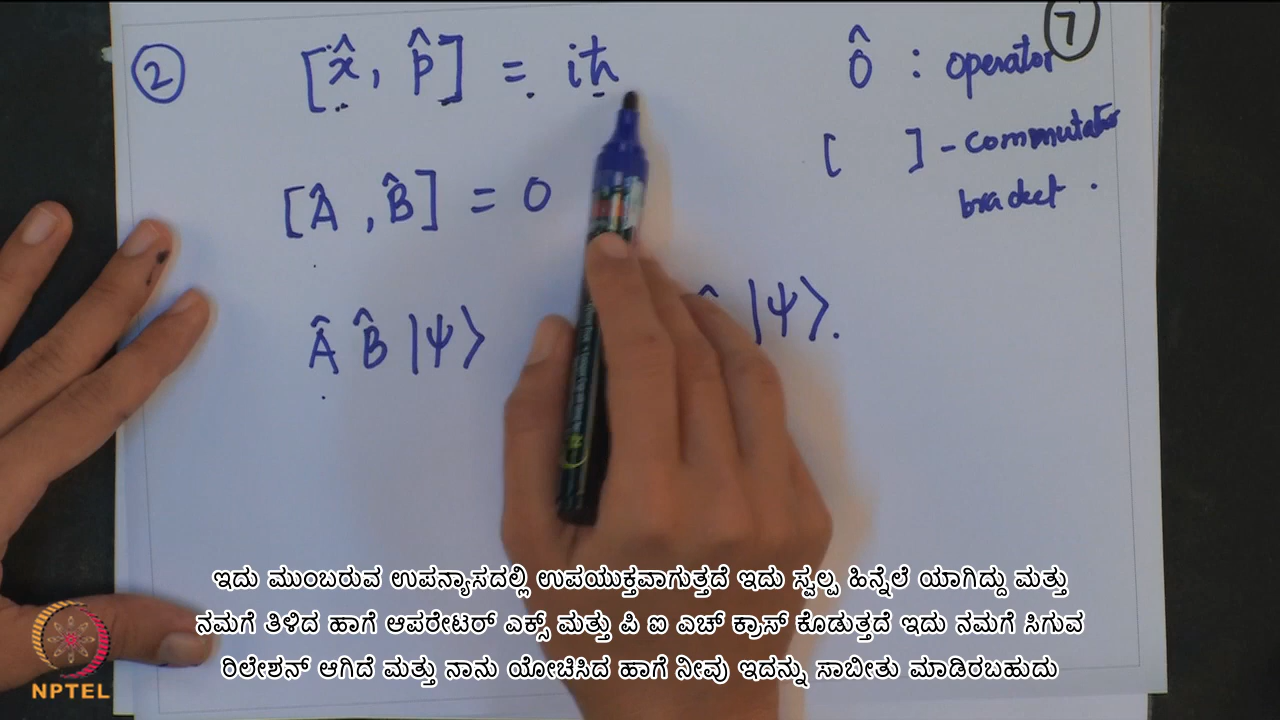 ② [x̂, p̂] = iħ
Ô : operator
7
[ ] - commutator
bracket .
[Â , B̂] = 0
Â B̂ |ψ⟩ |ψ⟩.
ಇದು ಮುಂಬರುವ ಉಪನ್ಯಾಸದಲ್ಲಿ ಉಪಯುಕ್ತವಾಗುತ್ತದೆ ಇದು ಸ್ವಲ್ಪ ಹಿನ್ನೆಲೆ ಯಾಗಿದ್ದು ಮತ್ತು
ನಮಗೆ ತಿಳಿದ ಹಾಗೆ ಆಪರೇಟರ್ ಎಕ್ಸ್ ಮತ್ತು ಪಿ ಐ ಎಚ್ ಕ್ರಾಸ್ ಕೊಡುತ್ತದೆ ಇದು ನಮಗೆ ಸಿಗುವ
ರಿಲೇಶನ್ ಆಗಿದೆ ಮತ್ತು ನಾನು ಯೋಚಿಸಿದ ಹಾಗೆ ನೀವು ಇದನ್ನು ಸಾಬೀತು ಮಾಡಿರಬಹುದು
NPTEL